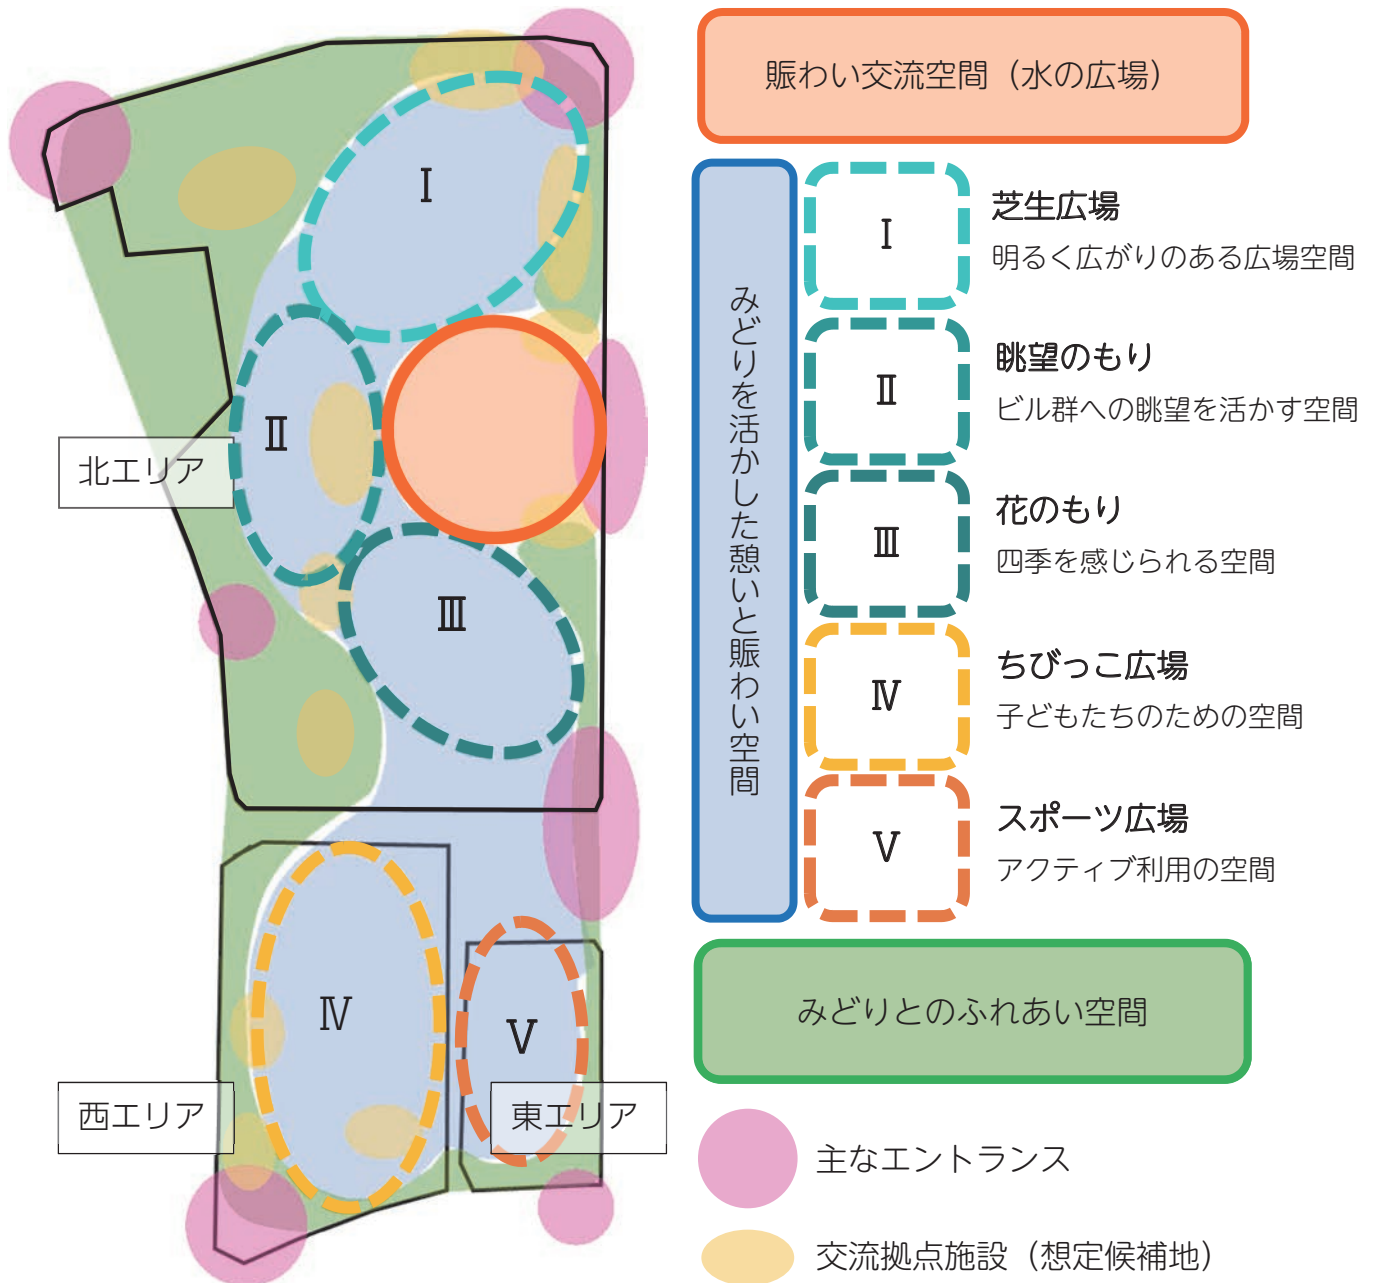 賑わい交流空間（水の広場）
みどりを活かした憩いと賑わい空間
Ⅰ
芝生広場
明るく広がりのある広場空間
Ⅱ
眺望のもり
ビル群への眺望を活かす空間
Ⅲ
花のもり
四季を感じられる空間
Ⅳ
ちびっこ広場
子どもたちのための空間
Ⅴ
スポーツ広場
アクティブ利用の空間
みどりとのふれあい空間
主なエントランス
交流拠点施設（想定候補地）
Ⅰ
Ⅱ
北エリア
Ⅲ
Ⅳ
Ⅴ
西エリア
東エリア